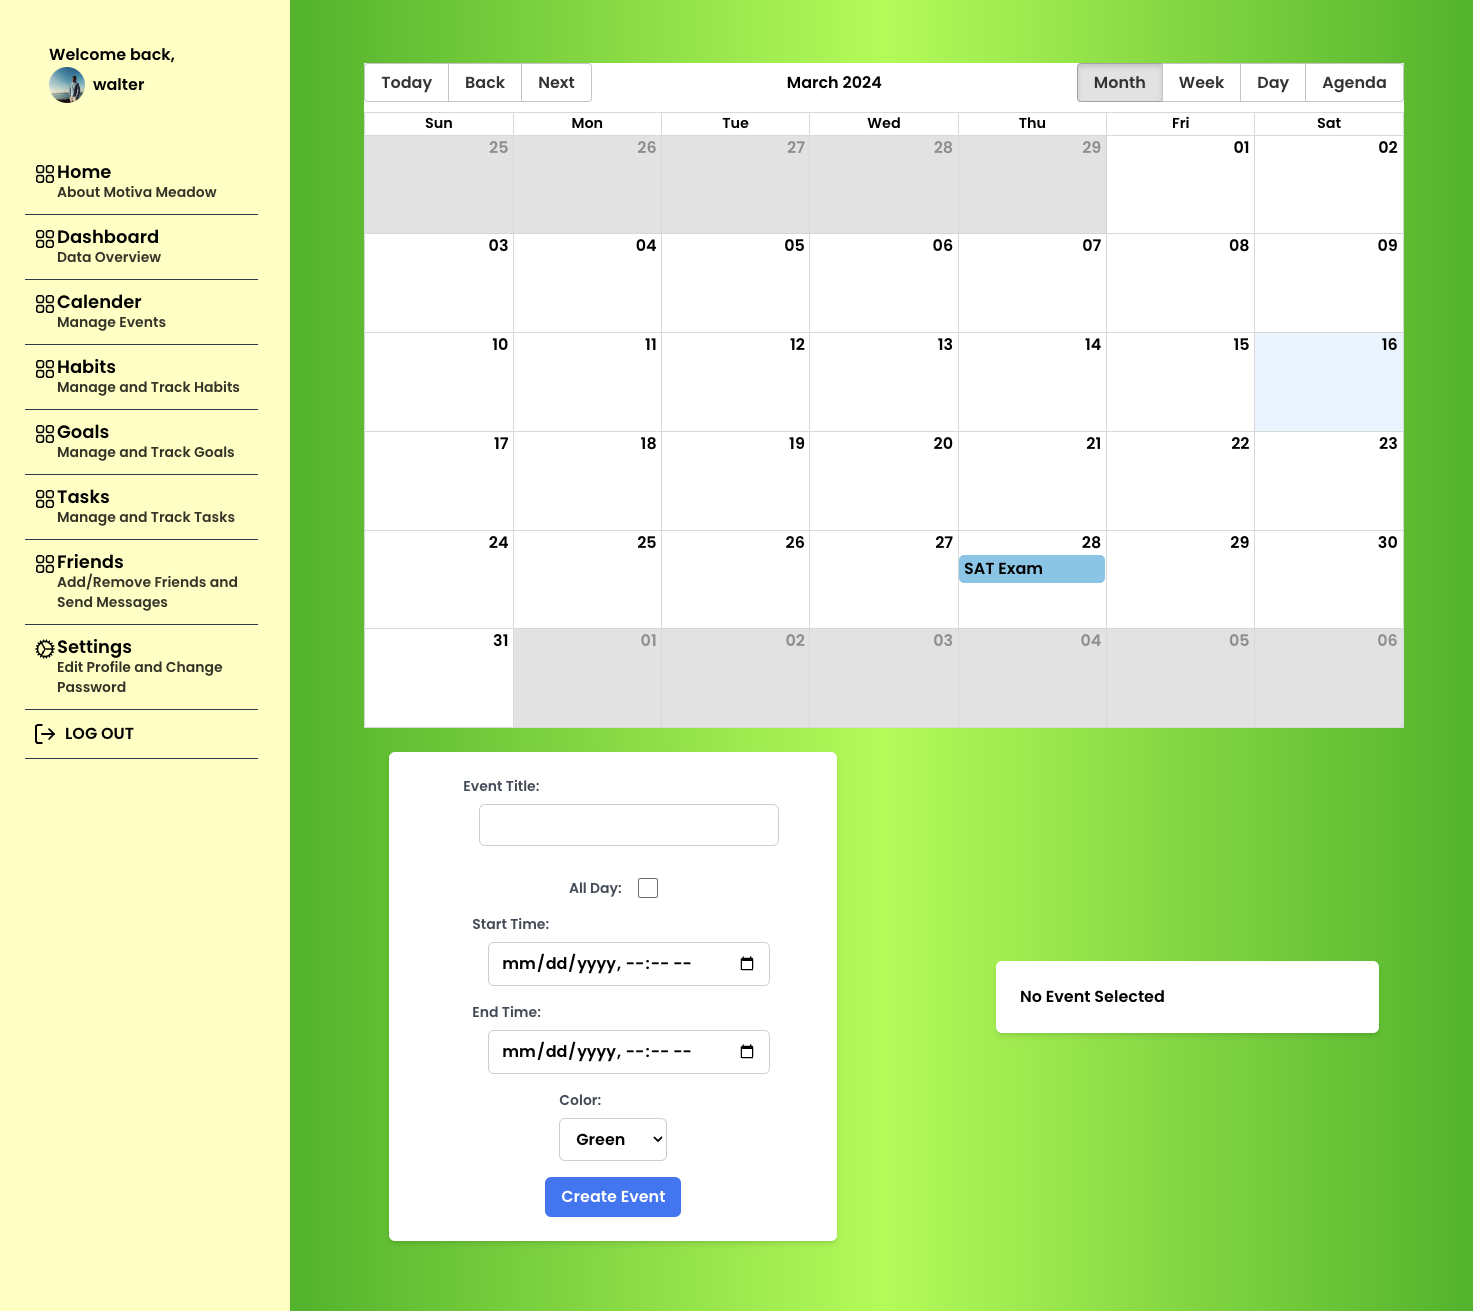 Welcome back,
walter
Home
About Motiva Meadow
Dashboard
Data Overview
Calender
Manage Events
Habits
Manage and Track Habits
Goals
Manage and Track Goals
Tasks
Manage and Track Tasks
Friends
Add/Remove Friends and
Send Messages
Settings
Edit Profile and Change
Password
LOG OUT
Today Back Next March 2024 Month Week Day Agenda
Sun Mon Tue Wed Thu Fri Sat
25 26 27 28 29 01 02
03 04 05 06 07 08 09
10 11 12 13 14 15 16
17 18 19 20 21 22 23
24 25 26 27 28 29 30
SAT Exam
31 01 02 03 04 05 06
Event Title:
All Day:
Start Time:
mm/dd/yyyy, --:-- --
End Time:
mm/dd/yyyy, --:-- --
Color:
Green
Create Event
No Event Selected